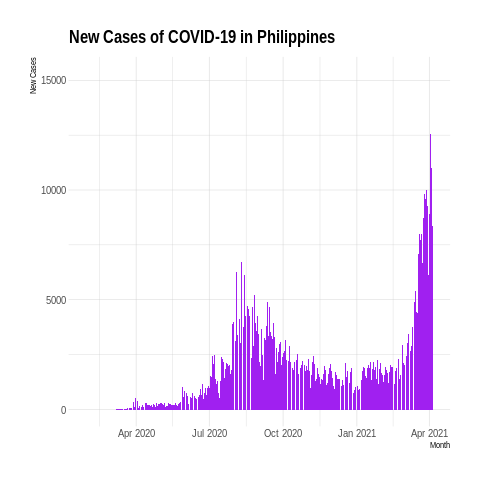 New Cases of COVID-19 in Philippines
New Cases
15000
10000
5000
0
Apr 2020 Jul 2020 Oct 2020 Jan 2021 Apr 2021
Month